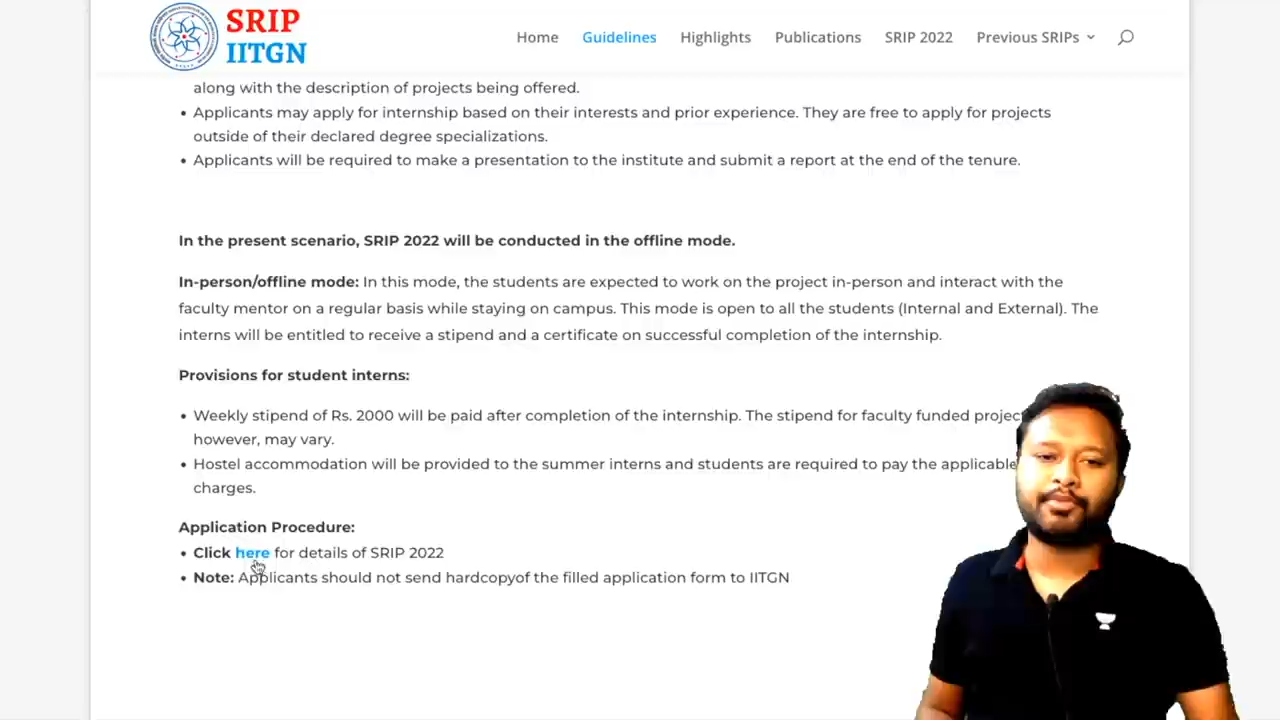 SRIP
IITGN
Home Guidelines Highlights Publications SRIP 2022 Previous SRIPs
along with the description of projects being offered.
• Applicants may apply for internship based on their interests and prior experience. They are free to apply for projects
outside of their declared degree specializations.
• Applicants will be required to make a presentation to the institute and submit a report at the end of the tenure.
In the present scenario, SRIP 2022 will be conducted in the offline mode.
In-person/offline mode: In this mode, the students are expected to work on the project in-person and interact with the
faculty mentor on a regular basis while staying on campus. This mode is open to all the students (Internal and External). The
interns will be entitled to receive a stipend and a certificate on successful completion of the internship.
Provisions for student interns:
• Weekly stipend of Rs. 2000 will be paid after completion of the internship. The stipend for faculty funded
however, may vary.
• Hostel accommodation will be provided to the summer interns and students are required to pay the applicable
charges.
Application Procedure:
• Click here for details of SRIP 2022
• Note: Applicants should not send hardcopyof the filled application form to IITGN